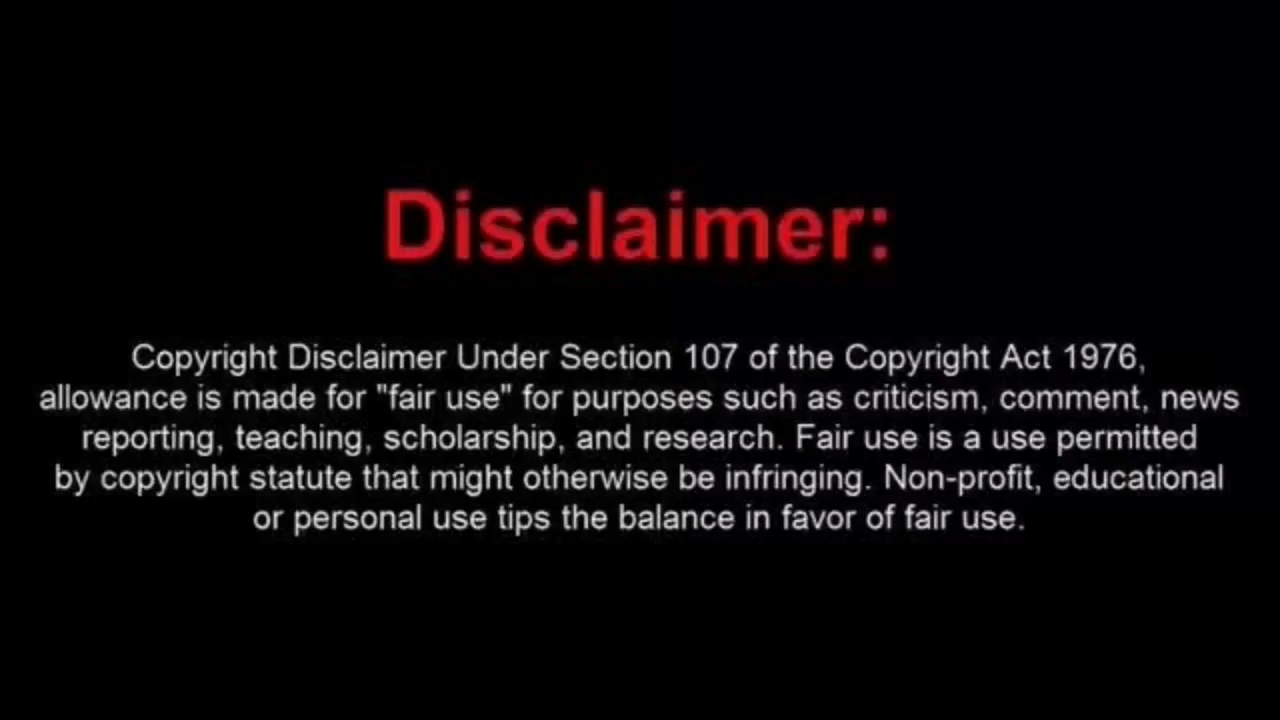 Disclaimer:
Copyright Disclaimer Under Section 107 of the Copyright Act 1976,
allowance is made for "fair use" for purposes such as criticism, comment, news
reporting, teaching, scholarship, and research. Fair use is a use permitted
by copyright statute that might otherwise be infringing. Non-profit, educational
or personal use tips the balance in favor of fair use.